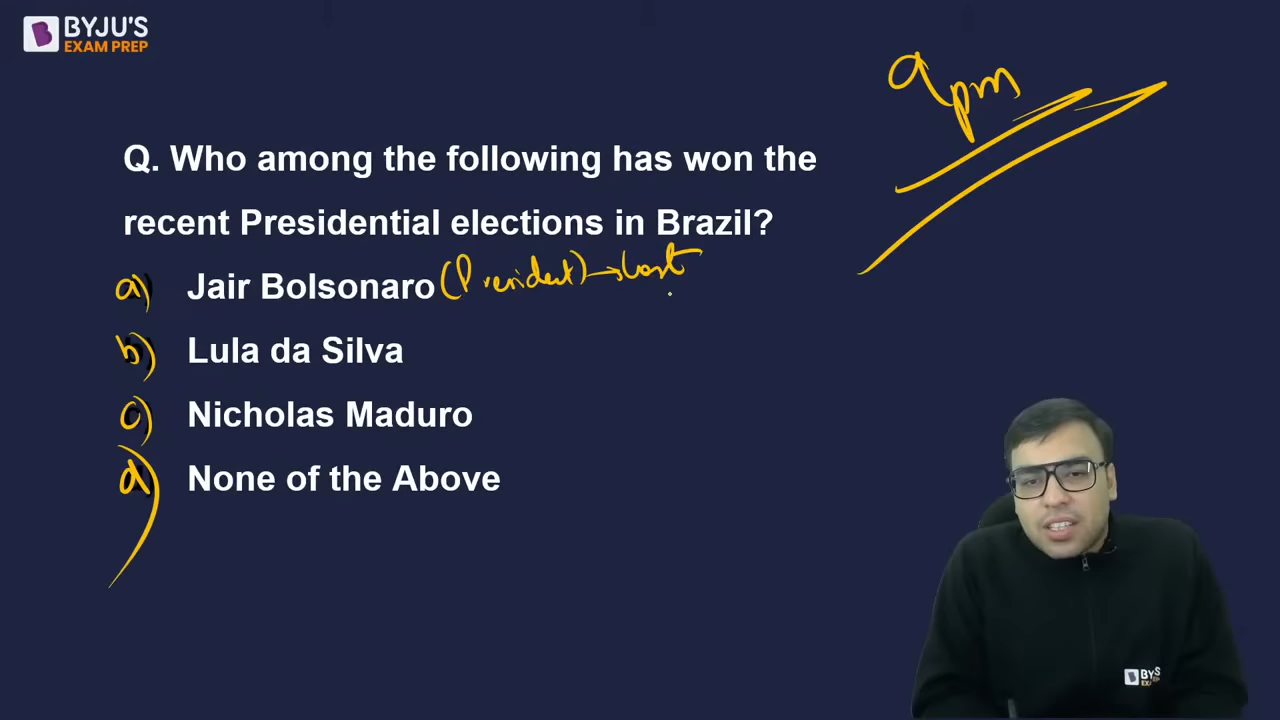 BYJU'S
EXAM PREP
9pm
Q. Who among the following has won the
recent Presidential elections in Brazil?
a) Jair Bolsonaro (President) → Lost
b) Lula da Silva
c) Nicholas Maduro
d) None of the Above
BYJ'S